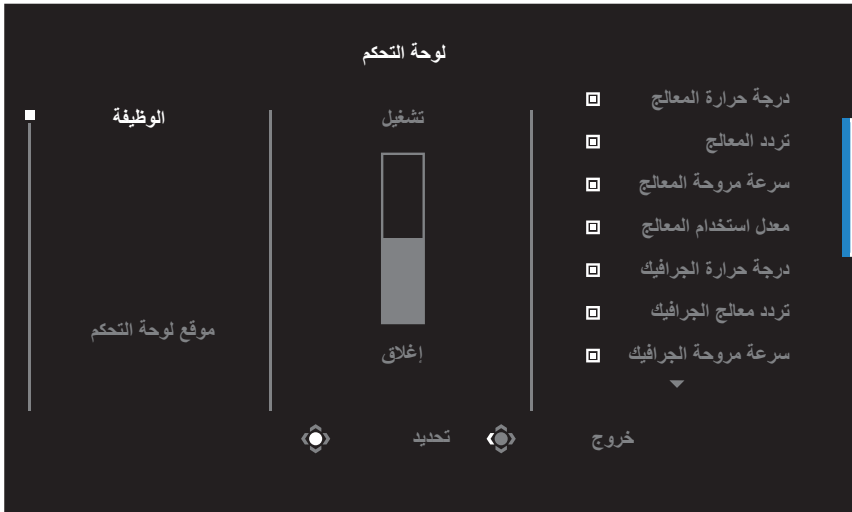 لوحة التحكم
الوظيفة
موقع لوحة التحكم
تشغيل
إغلاق
درجة حرارة المعالج
تردد المعالج
سرعة مروحة المعالج
معدل استخدام المعالج
درجة حرارة الجرافيك
تردد معالج الجرافيك
سرعة مروحة الجرافيك
تحديد
خروج